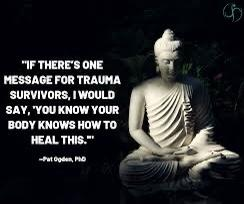 "IF THERE'S ONE
MESSAGE FOR TRAUMA
SURVIVORS, I WOULD
SAY, 'YOU KNOW YOUR
BODY KNOWS HOW TO
HEAL THIS.'"
~Pat Ogden, PhD